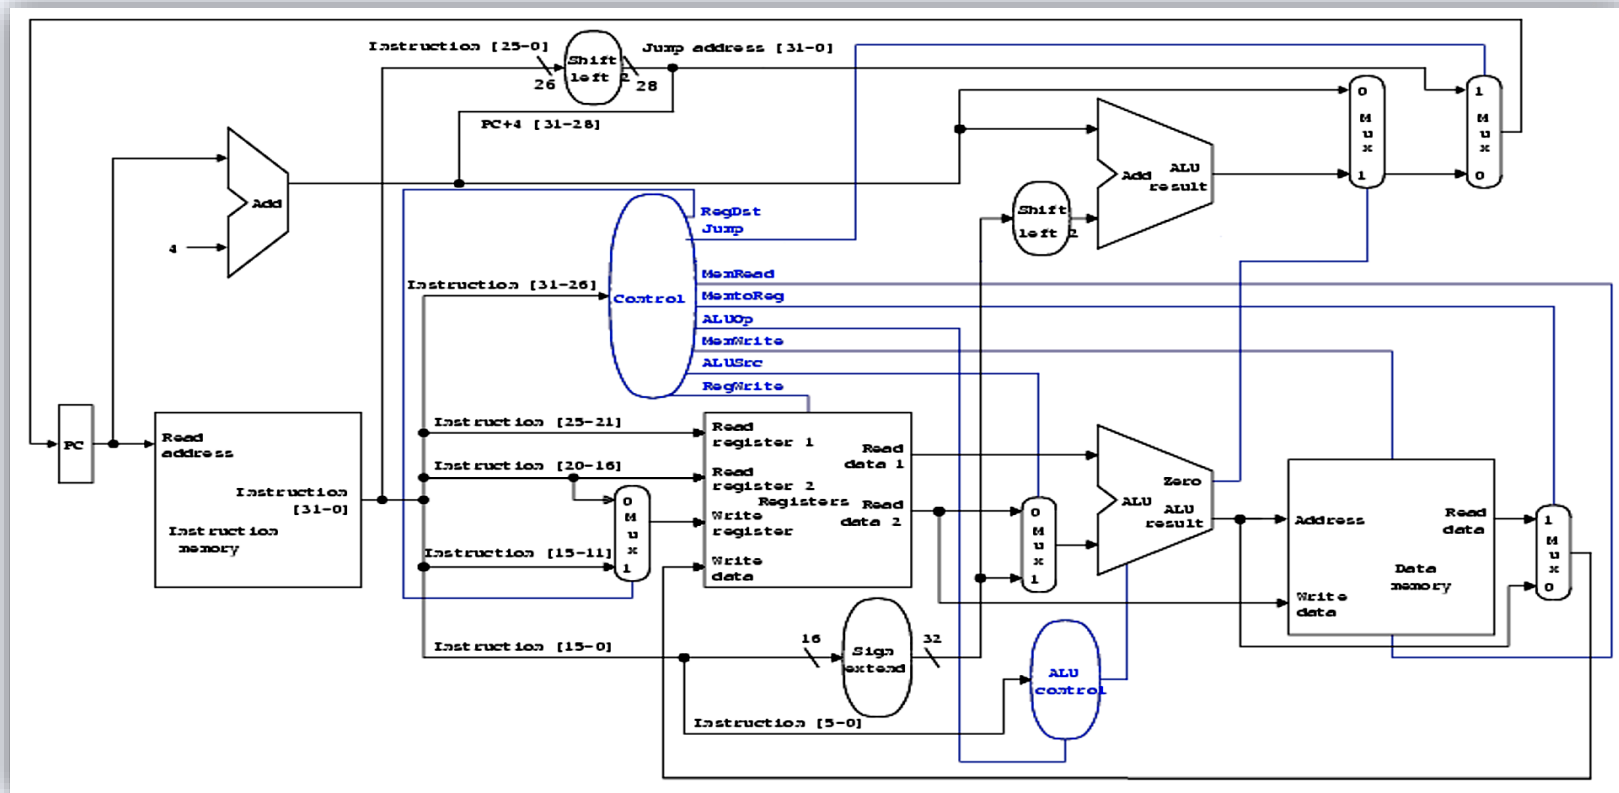 Instruction [25-0]
Shift
left 2
26
28
Jump address [31-0]
PC+4 [31-28]
Add
4
0
M
u
x
1
1
M
u
x
0
Add
ALU
result
Shift
left 2
RegDst
Jump
MemRead
MemtoReg
ALUOp
MemWrite
ALUSrc
RegWrite
Control
Instruction [31-26]
PC
Read
address
Instruction
[31-0]
Instruction
memory
Instruction [25-21]
Instruction [20-16]
Instruction [15-11]
0
M
u
x
1
Read
register 1
Read
register 2
Registers
Write
register
Write
data
Read
data 1
Read
data 2
0
M
u
x
1
Zero
ALU
ALU
result
Address
Read
data
Data
memory
Write
data
1
M
u
x
0
Instruction [15-0]
16
Sign
extend
32
ALU
control
Instruction [5-0]